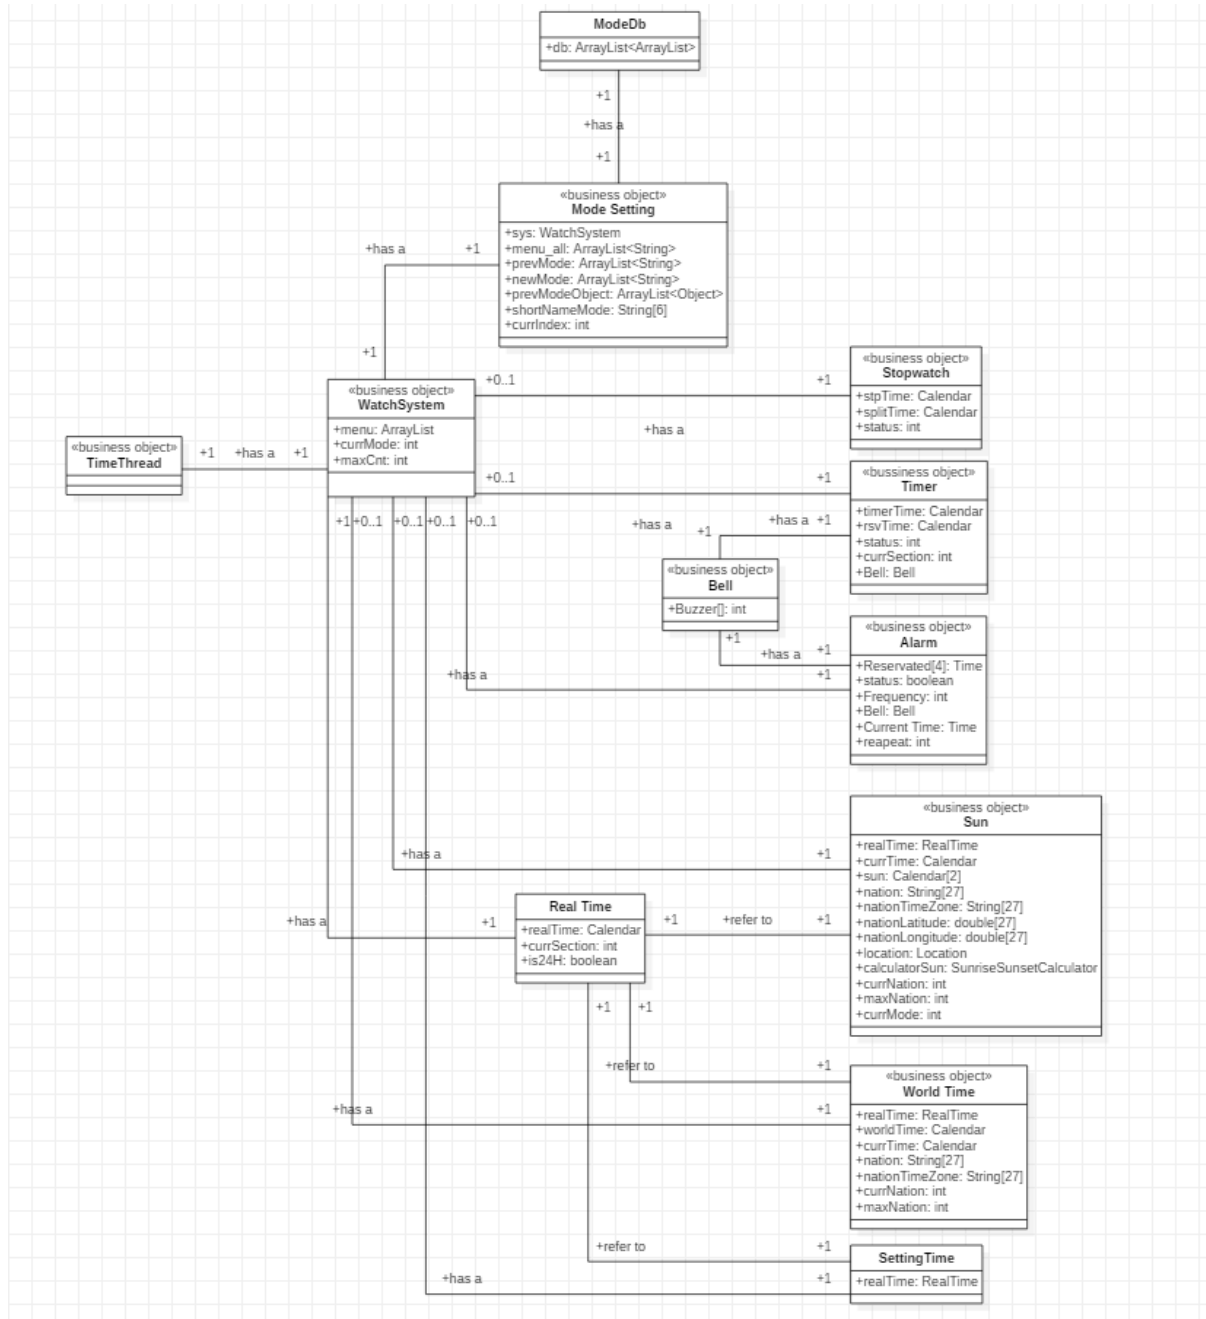 ModeDb
+db: ArrayList<ArrayList>
+1
+has a
+1
«business object»
Mode Setting
+sys: WatchSystem
+menu_all: ArrayList<String>
+prevMode: ArrayList<String>
+newMode: ArrayList<String>
+prevModeObject: ArrayList<Object>
+shortNameMode: String[6]
+currIndex: int
+has a
+1
+1
«business object»
WatchSystem
+menu: ArrayList
+currMode: int
+maxCnt: int
«business object»
TimeThread
+1
+has a
+1
+0..1
+1
+has a
«business object»
Stopwatch
+stpTime: Calendar
+splitTime: Calendar
+status: int
+0..1
+1
+has a
«bussiness object»
Timer
+timerTime: Calendar
+rsvTime: Calendar
+status: int
+currSection: int
+Bell: Bell
+1
+has a
+1
«business object»
Bell
+Buzzer[]: int
+1
+has a
+1
«business object»
Alarm
+Reservated[4]: Time
+status: boolean
+Frequency: int
+Bell: Bell
+Current Time: Time
+reapeat: int
+1
+0..1
+0..1
+0..1
+0..1
+has a
+1
«business object»
Sun
+realTime: RealTime
+currTime: Calendar
+sun: Calendar[2]
+nation: String[27]
+nationTimeZone: String[27]
+nationLatitude: double[27]
+nationLongitude: double[27]
+location: Location
+calculatorSun: SunriseSunsetCalculator
+currNation: int
+maxNation: int
+currMode: int
+has a
+1
+has a
+1
Real Time
+realTime: Calendar
+currSection: int
+is24H: boolean
+1
+refer to
+1
+1
+1
+refer to
+1
+has a
+1
«business object»
World Time
+realTime: RealTime
+worldTime: Calendar
+currTime: Calendar
+nation: String[27]
+nationTimeZone: String[27]
+currNation: int
+maxNation: int
+refer to
+1
+has a
+1
SettingTime
+realTime: RealTime